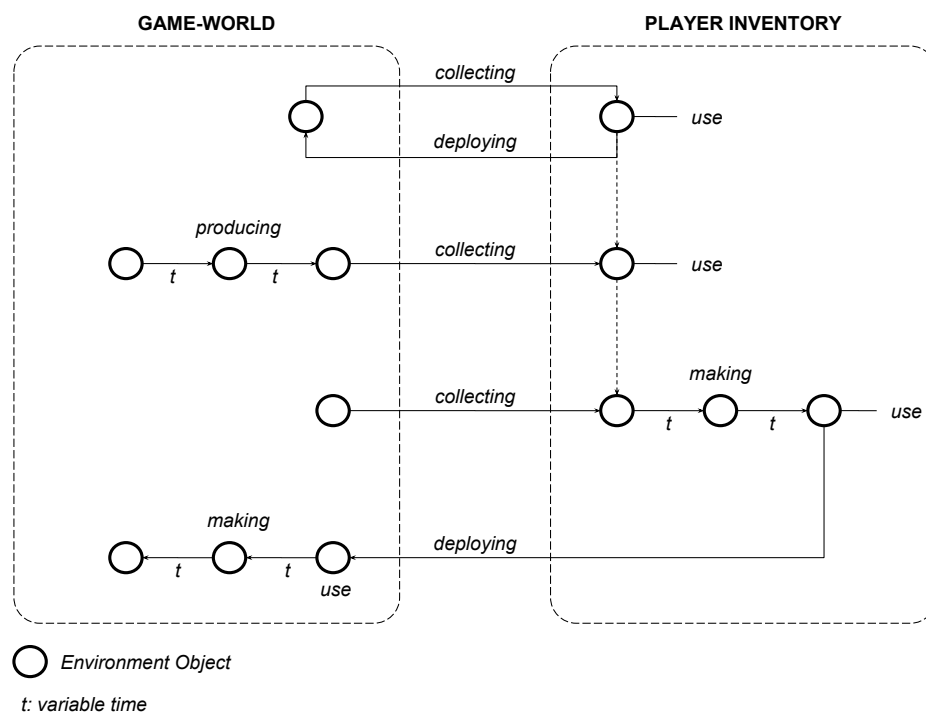 GAME-WORLD
PLAYER INVENTORY
collecting
use
deploying
producing
collecting
use
t
t
making
collecting
use
t
t
making
deploying
t
t
use
Environment Object
t: variable time